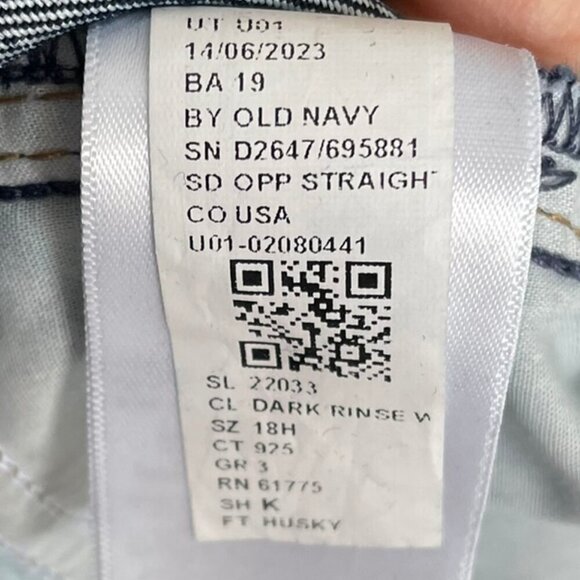 UT U01
14/06/2023
BA 19
BY OLD NAVY
SN D2647/695881
SD OPP STRAIGHT
CO USA
U01-02080441
SL 22033
CL DARK RINSE W
SZ 18H
CT 925
GR 3
RN 61775
SH K
FT HUSKY